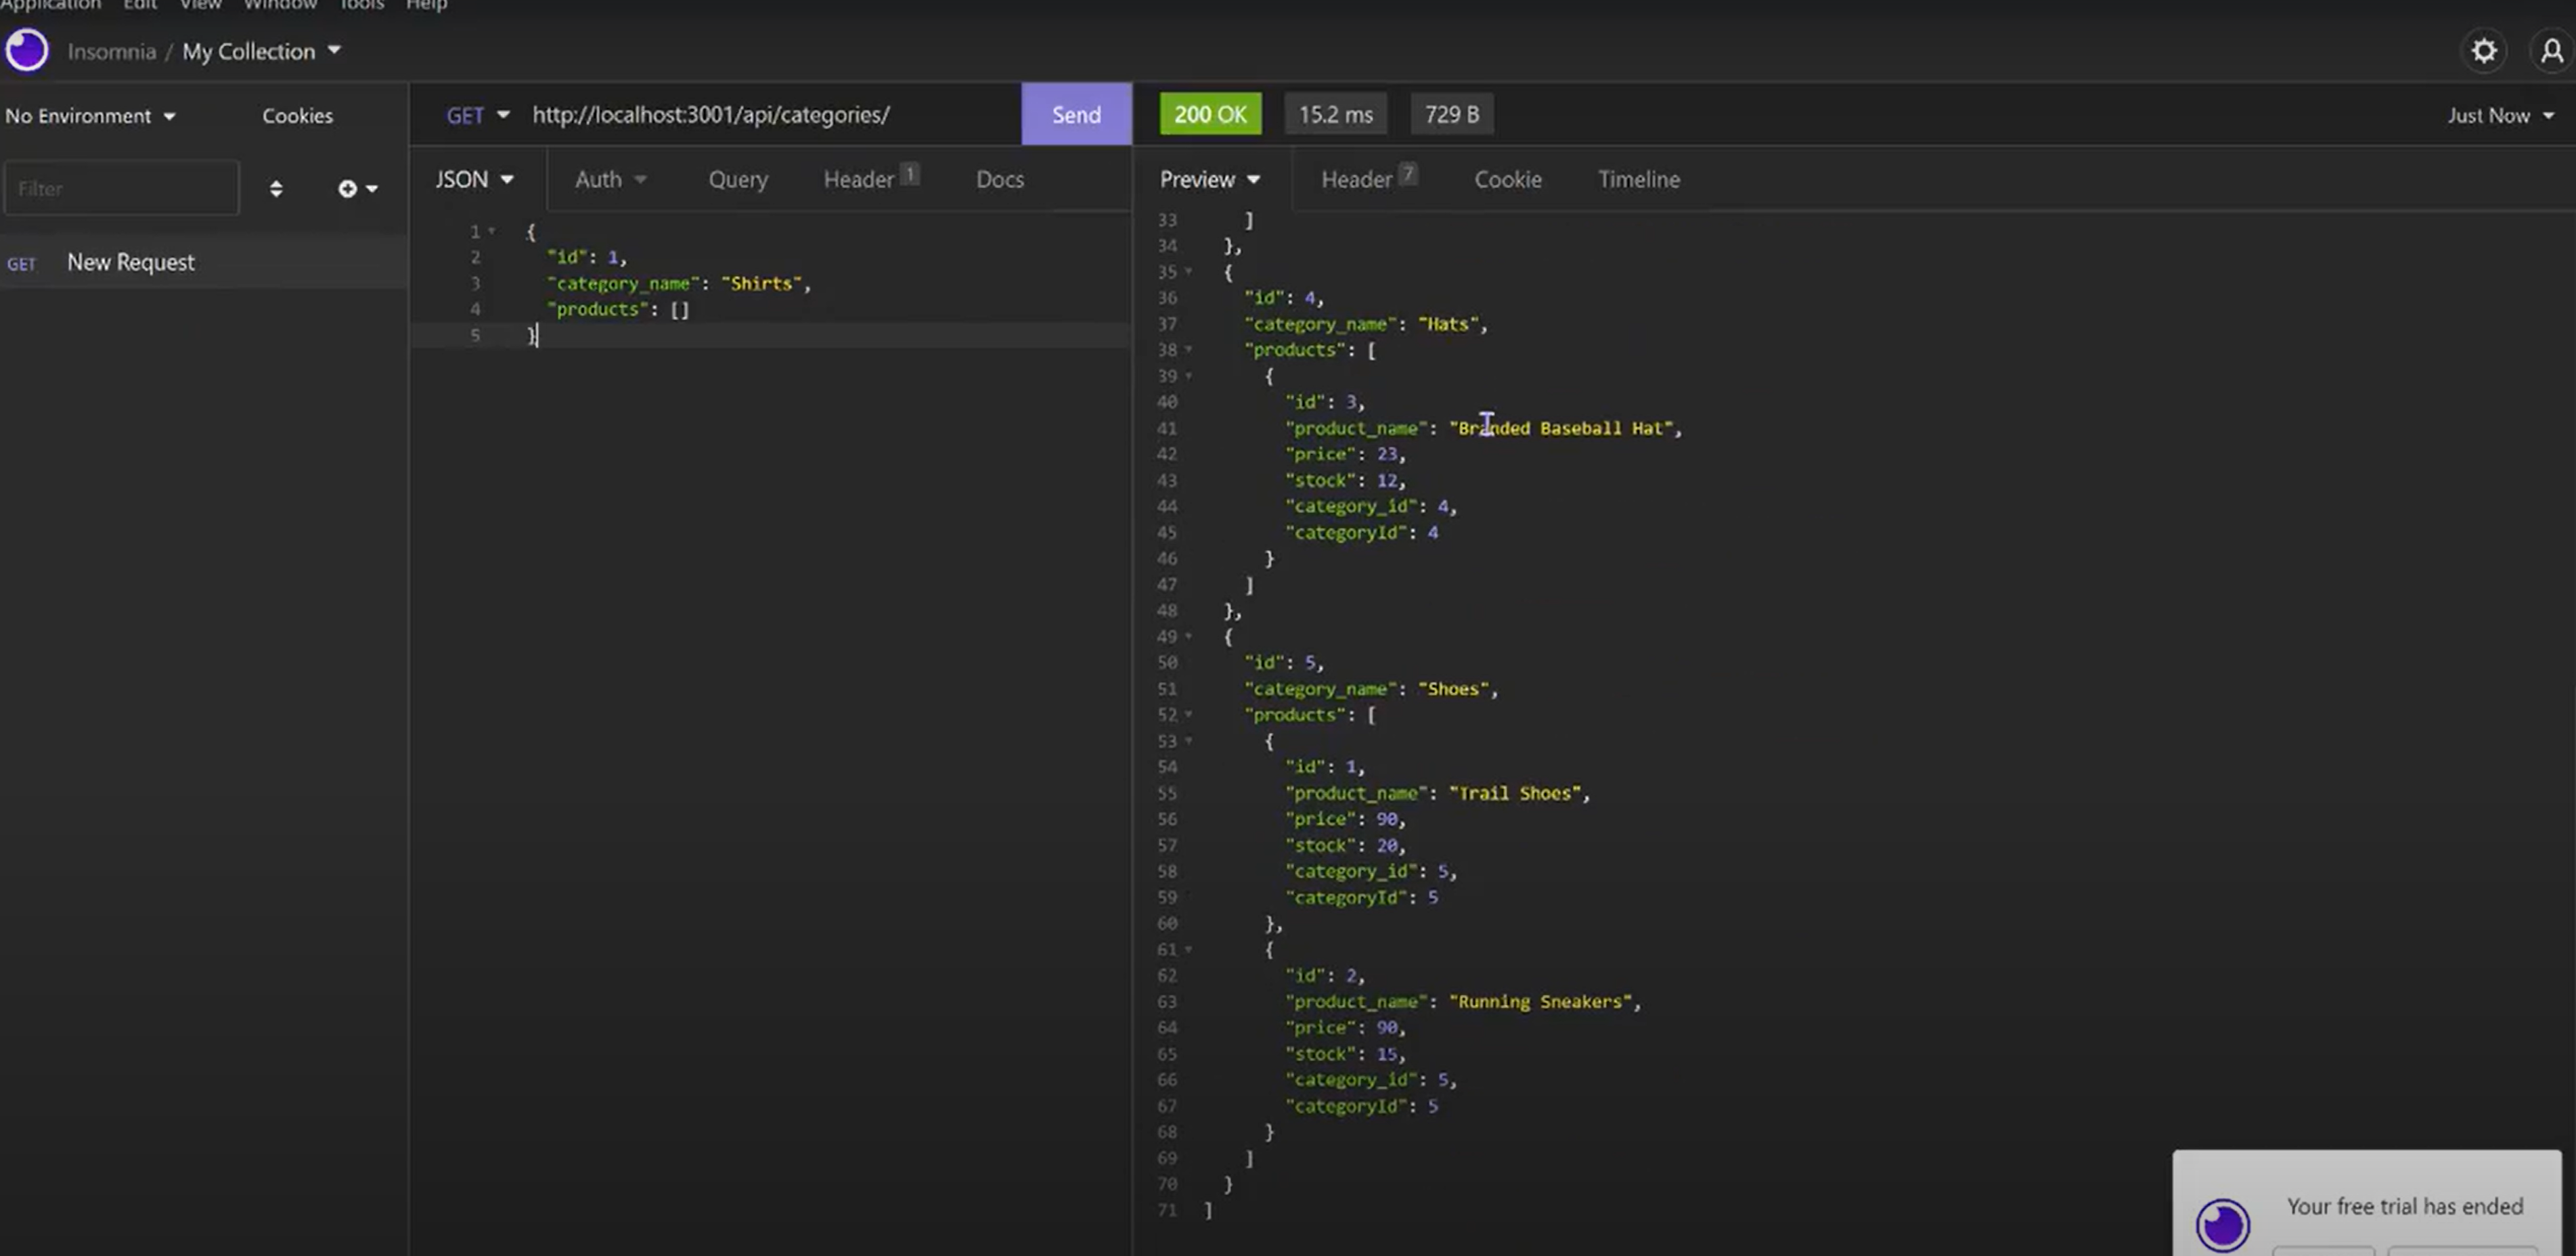 Application Edit View Window Tools Help
Insomnia / My Collection
No Environment Cookies
Filter
GET New Request
GET http://localhost:3001/api/categories/ Send
JSON Auth Query Header 1 Docs
1 {
2 "id": 1,
3 "category_name": "Shirts",
4 "products": []
5 }
200 OK 15.2 ms 729 B Just Now
Preview Header 7 Cookie Timeline
33 ]
34 },
35 {
36 "id": 4,
37 "category_name": "Hats",
38 "products": [
39 {
40 "id": 3,
41 "product_name": "Branded Baseball Hat",
42 "price": 23,
43 "stock": 12,
44 "category_id": 4,
45 "categoryId": 4
46 }
47 ]
48 },
49 {
50 "id": 5,
51 "category_name": "Shoes",
52 "products": [
53 {
54 "id": 1,
55 "product_name": "Trail Shoes",
56 "price": 90,
57 "stock": 20,
58 "category_id": 5,
59 "categoryId": 5
60 },
61 {
62 "id": 2,
63 "product_name": "Running Sneakers",
64 "price": 90,
65 "stock": 15,
66 "category_id": 5,
67 "categoryId": 5
68 }
69 ]
70 }
71 ]
Your free trial has ended